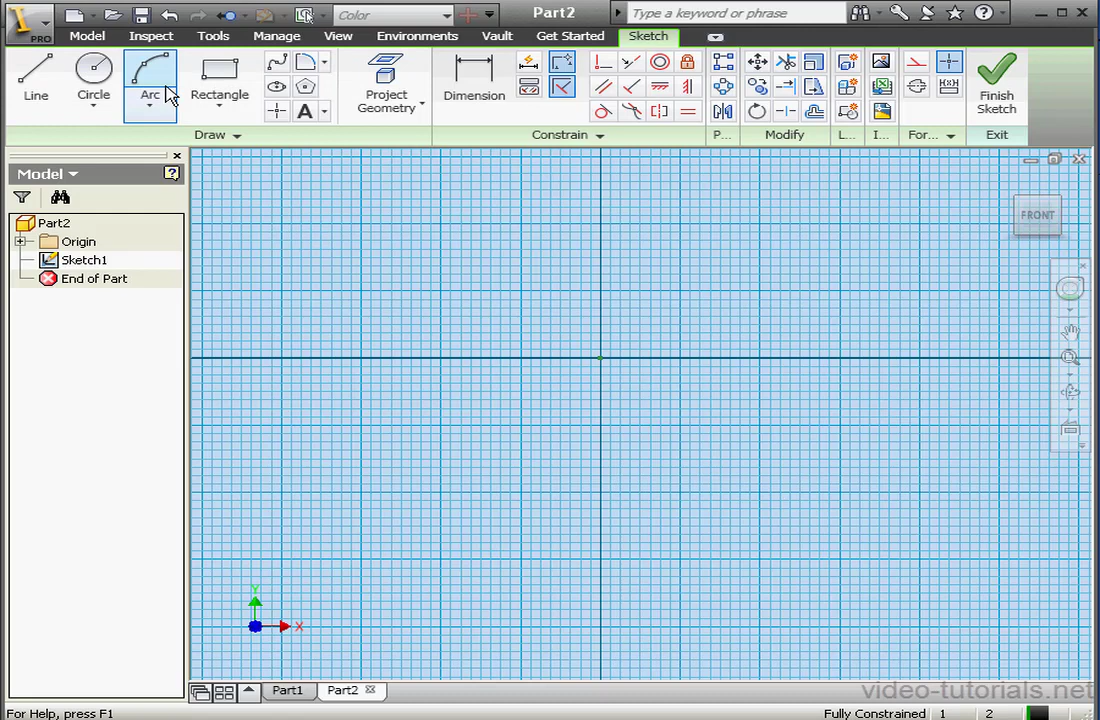 PRO
Color
Part2
Type a keyword or phrase
Model
Inspect
Tools
Manage
View
Environments
Vault
Get Started
Sketch
Line
Circle
Arc
Rectangle
A
Project
Geometry
Dimension
Finish
Sketch
Draw
Constrain
P...
Modify
L...
I...
For...
Exit
Model
Part2
Origin
Sketch1
End of Part
FRONT
Y
X
Part1
Part2
video-tutorials.net
For Help, press F1
Fully Constrained
1
2